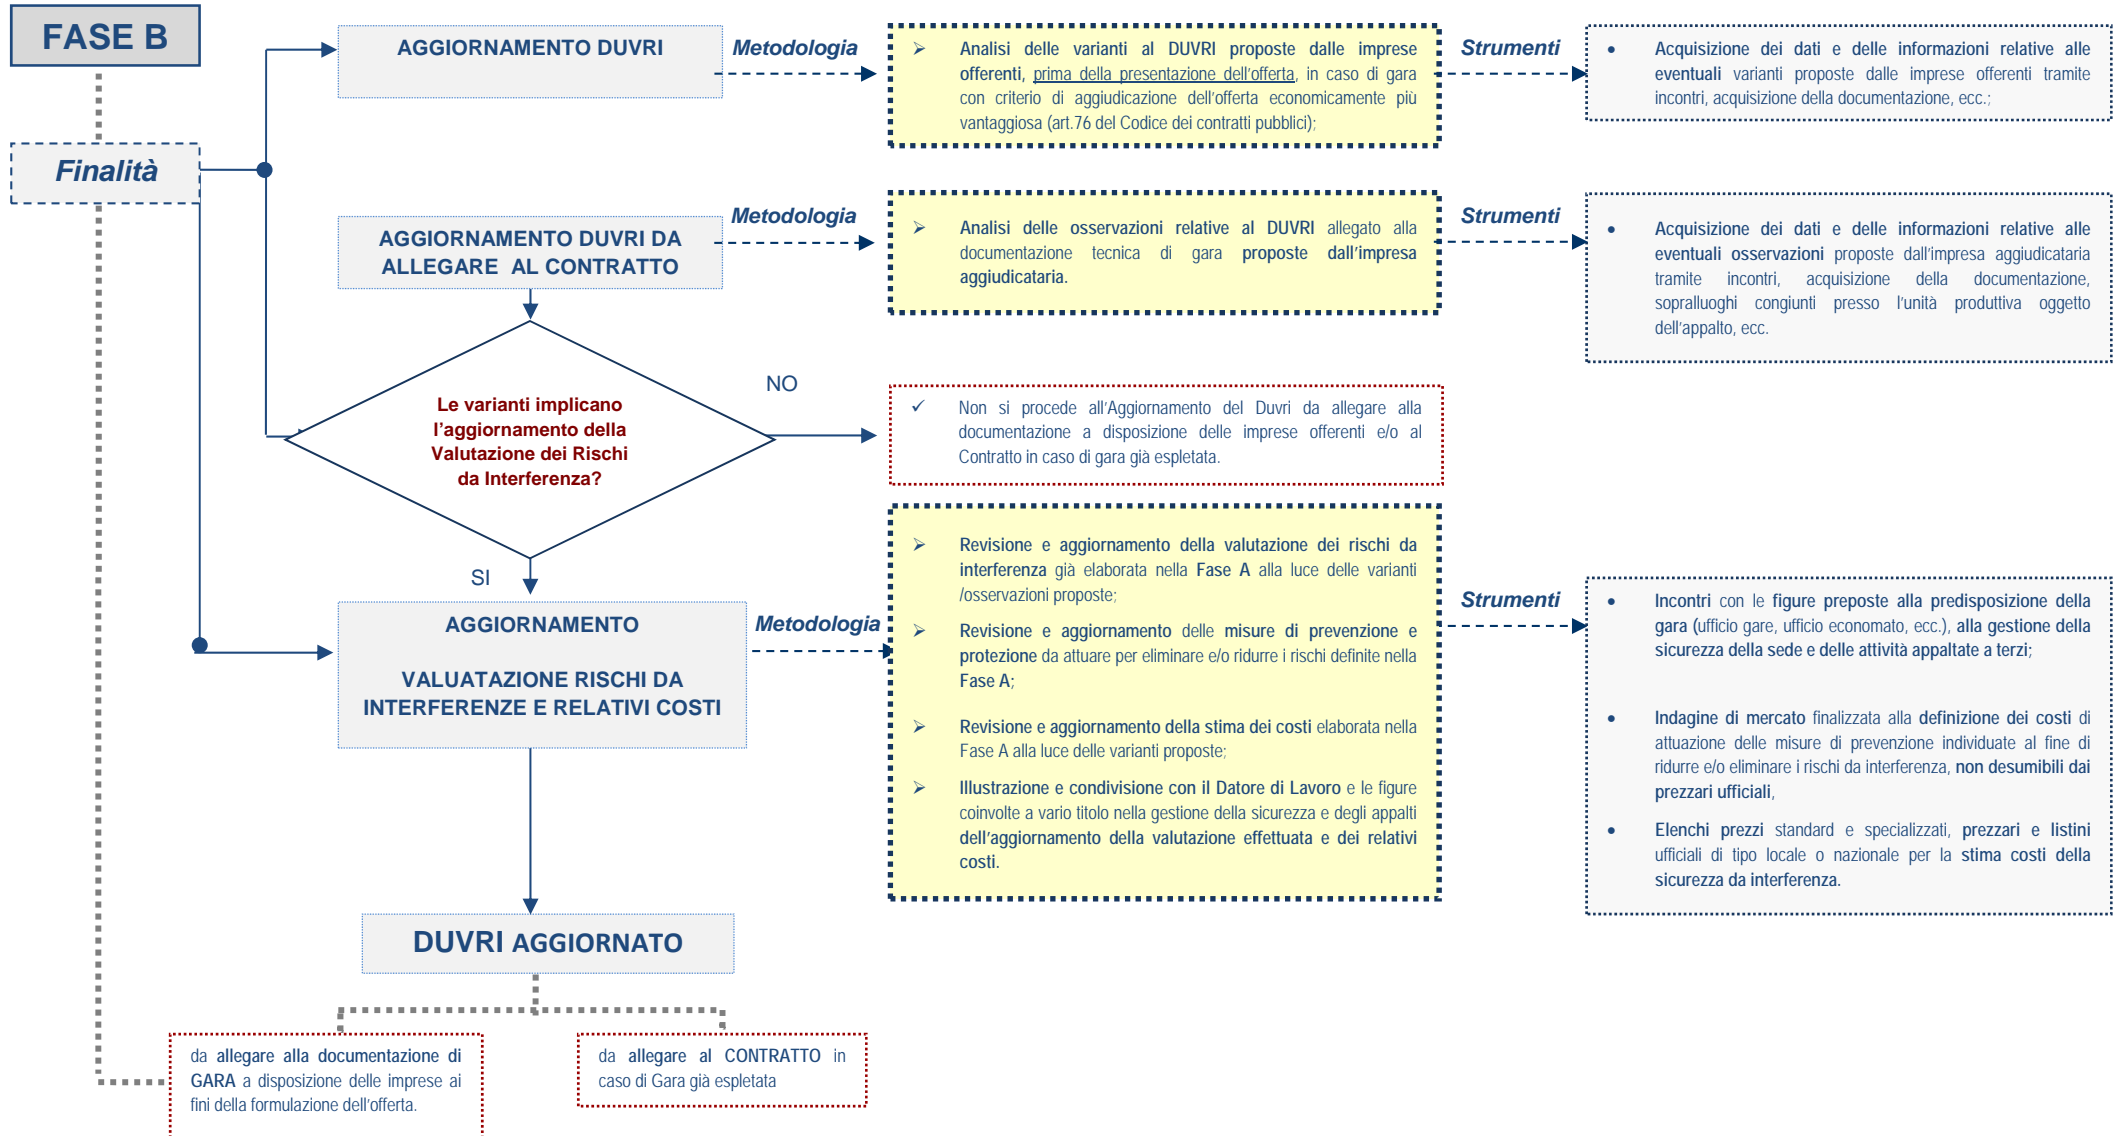 FASE B
Finalità
AGGIORNAMENTO DUVRI
Metodologia
➢ Analisi delle varianti al DUVRI proposte dalle imprese
offerenti, prima della presentazione dell'offerta, in caso di gara
con criterio di aggiudicazione dell'offerta economicamente più
vantaggiosa (art.76 del Codice dei contratti pubblici);
Strumenti
• Acquisizione dei dati e delle informazioni relative alle
eventuali varianti proposte dalle imprese offerenti tramite
incontri, acquisizione della documentazione, ecc.;
AGGIORNAMENTO DUVRI DA
ALLEGARE AL CONTRATTO
Metodologia
➢ Analisi delle osservazioni relative al DUVRI allegato alla
documentazione tecnica di gara proposte dall'impresa
aggiudicataria.
Strumenti
• Acquisizione dei dati e delle informazioni relative alle
eventuali osservazioni proposte dall'impresa aggiudicataria
tramite incontri, acquisizione della documentazione,
sopralluoghi congiunti presso l'unità produttiva oggetto
dell'appalto, ecc.
Le varianti implicano
l'aggiornamento della
Valutazione dei Rischi
da Interferenza?
NO
✓ Non si procede all'Aggiornamento del Duvri da allegare alla
documentazione a disposizione delle imprese offerenti e/o al
Contratto in caso di gara già espletata.
SI
AGGIORNAMENTO
VALUATAZIONE RISCHI DA
INTERFERENZE E RELATIVI COSTI
Metodologia
➢ Revisione e aggiornamento della valutazione dei rischi da
interferenza già elaborata nella Fase A alla luce delle varianti
/osservazioni proposte;
➢ Revisione e aggiornamento delle misure di prevenzione e
protezione da attuare per eliminare e/o ridurre i rischi definite nella
Fase A;
➢ Revisione e aggiornamento della stima dei costi elaborata nella
Fase A alla luce delle varianti proposte;
➢ Illustrazione e condivisione con il Datore di Lavoro e le figure
coinvolte a vario titolo nella gestione della sicurezza e degli appalti
dell'aggiornamento della valutazione effettuata e dei relativi
costi.
Strumenti
• Incontri con le figure preposte alla predisposizione della
gara (ufficio gare, ufficio economato, ecc.), alla gestione della
sicurezza della sede e delle attività appaltate a terzi;
• Indagine di mercato finalizzata alla definizione dei costi di
attuazione delle misure di prevenzione individuate al fine di
ridurre e/o eliminare i rischi da interferenza, non desumibili dai
prezzari ufficiali,
• Elenchi prezzi standard e specializzati, prezzari e listini
ufficiali di tipo locale o nazionale per la stima costi della
sicurezza da interferenza.
DUVRI AGGIORNATO
da allegare alla documentazione di
GARA a disposizione delle imprese ai
fini della formulazione dell'offerta.
da allegare al CONTRATTO in
caso di Gara già espletata